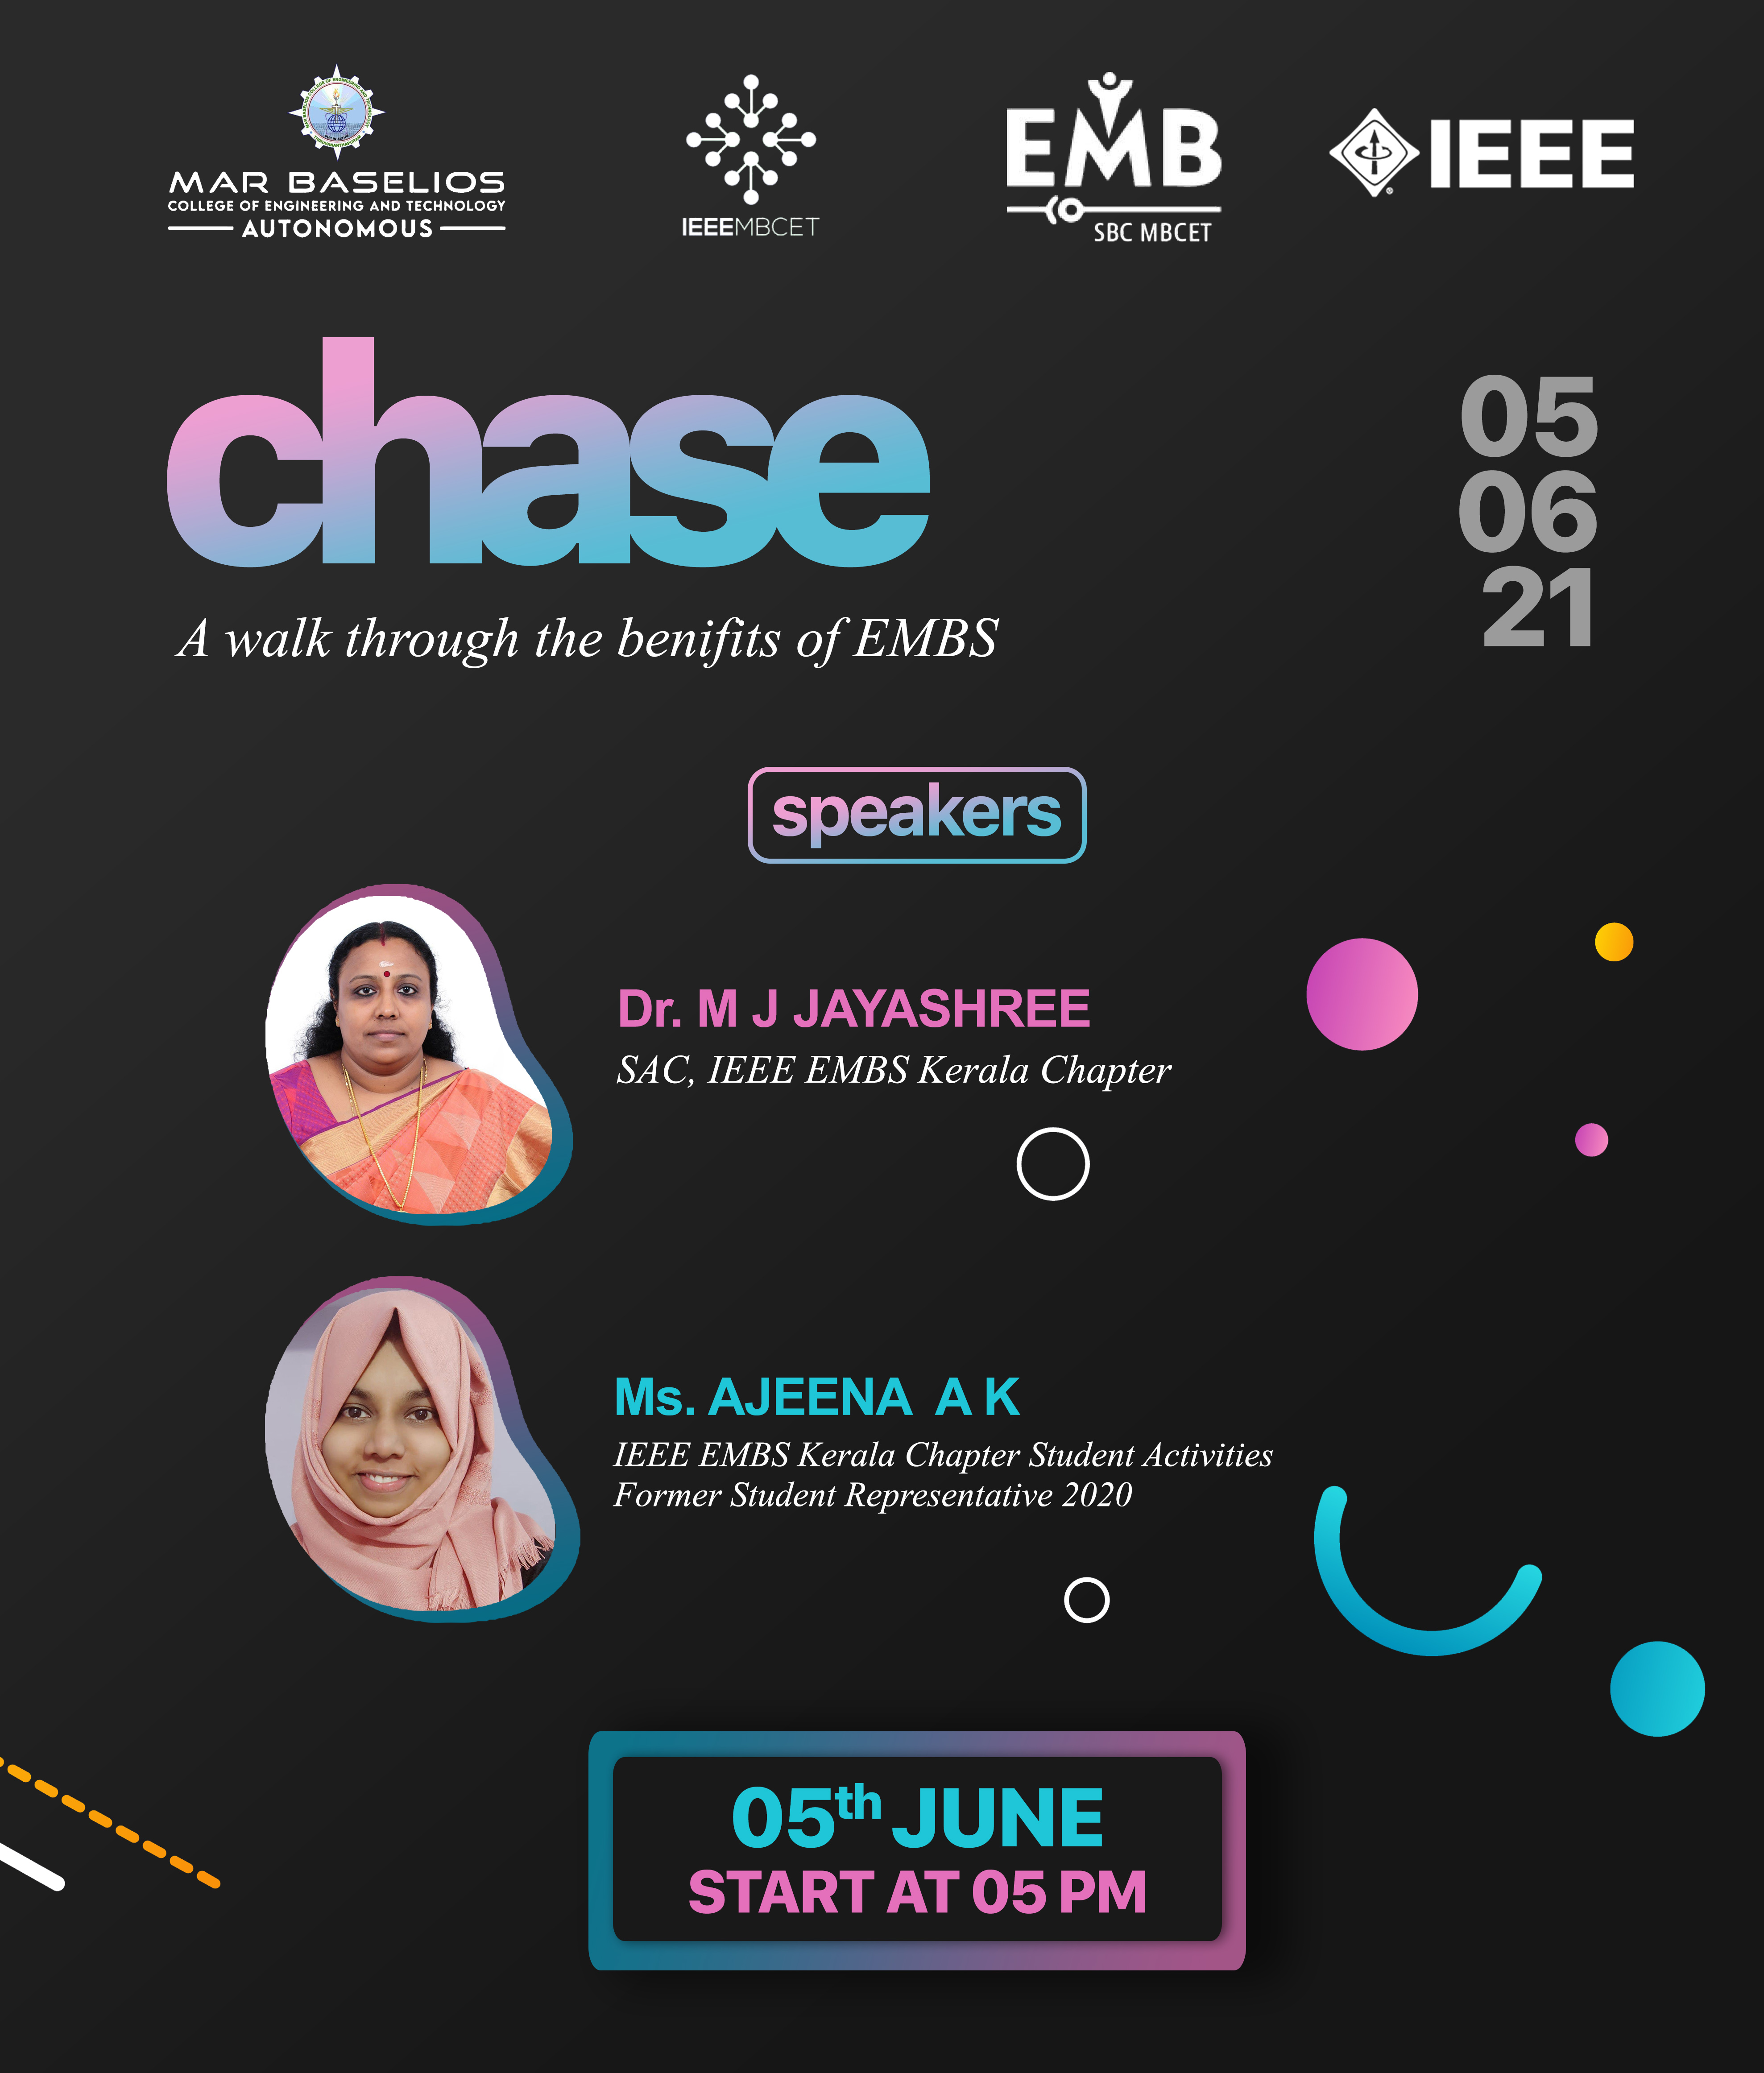 MAR BASELIOS
COLLEGE OF ENGINEERING AND TECHNOLOGY
AUTONOMOUS
IEEEMBCET
EMB
SBC MBCET
IEEE
chase
A walk through the benifits of EMBS
05
06
21
speakers
Dr. M J JAYASHREE
SAC, IEEE EMBS Kerala Chapter
Ms. AJEENA A K
IEEE EMBS Kerala Chapter Student Activities
Former Student Representative 2020
05th JUNE
START AT 05 PM